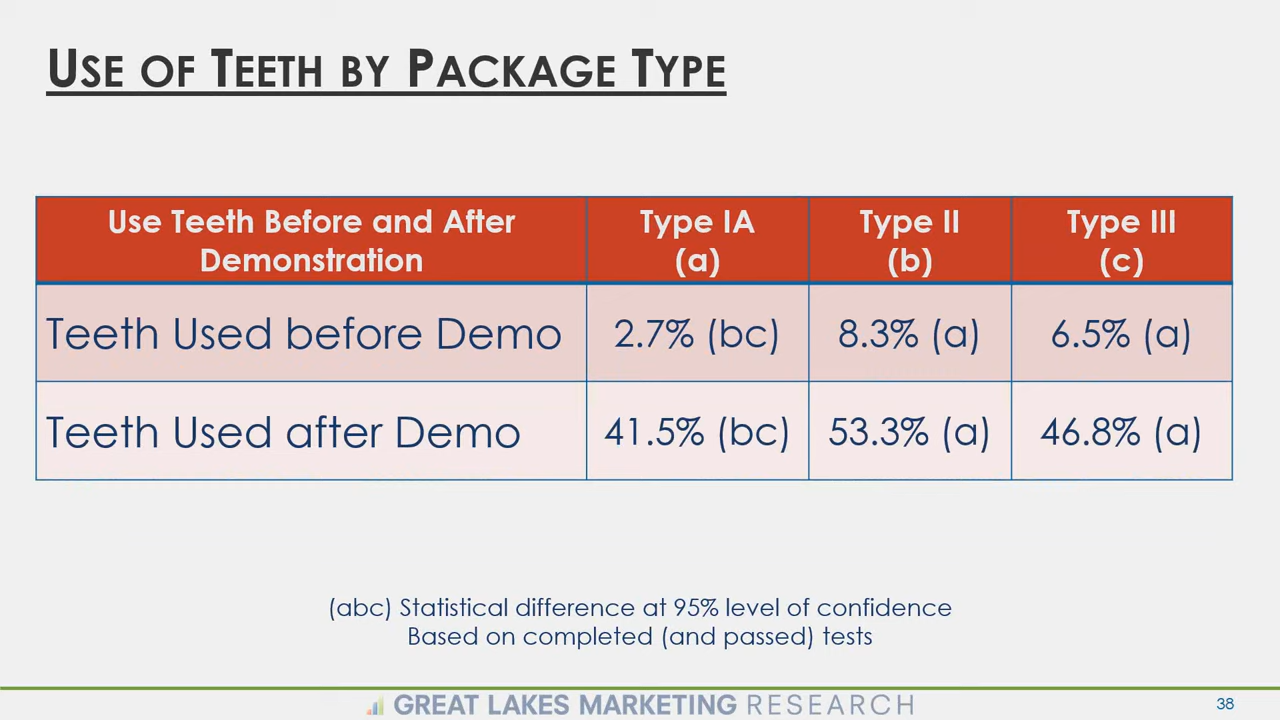 USE OF TEETH BY PACKAGE TYPE
Use Teeth Before and After Demonstration
Type IA (a)
Type II (b)
Type III (c)
Teeth Used before Demo 2.7% (bc) 8.3% (a) 6.5% (a)
Teeth Used after Demo 41.5% (bc) 53.3% (a) 46.8% (a)
(abc) Statistical difference at 95% level of confidence
Based on completed (and passed) tests
GREAT LAKES MARKETING RESEARCH
38